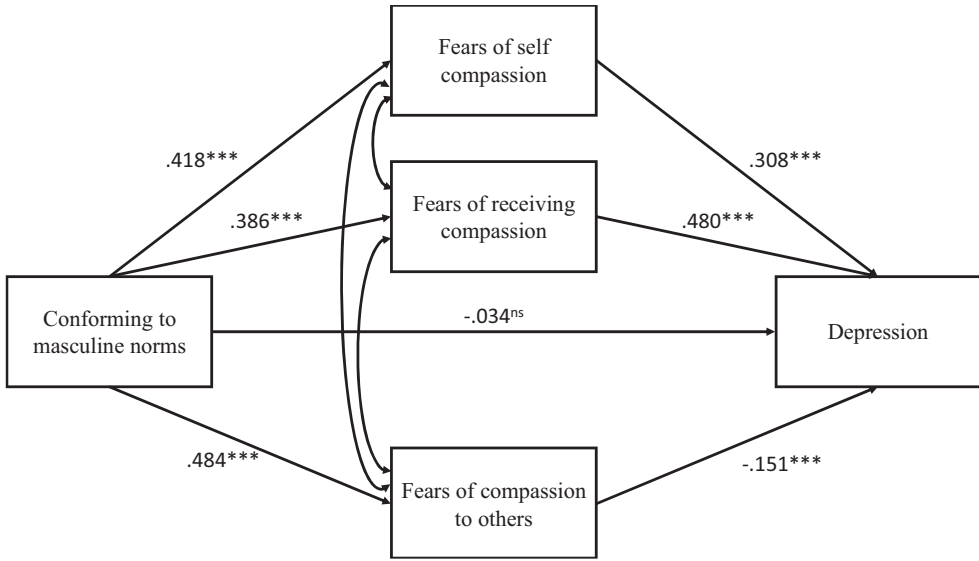 Fears of self
compassion
.418***
.308***
Fears of receiving
compassion
.386***
.480***
Conforming to
masculine norms
-.034ⁿˢ
Depression
.484***
-.151***
Fears of compassion
to others